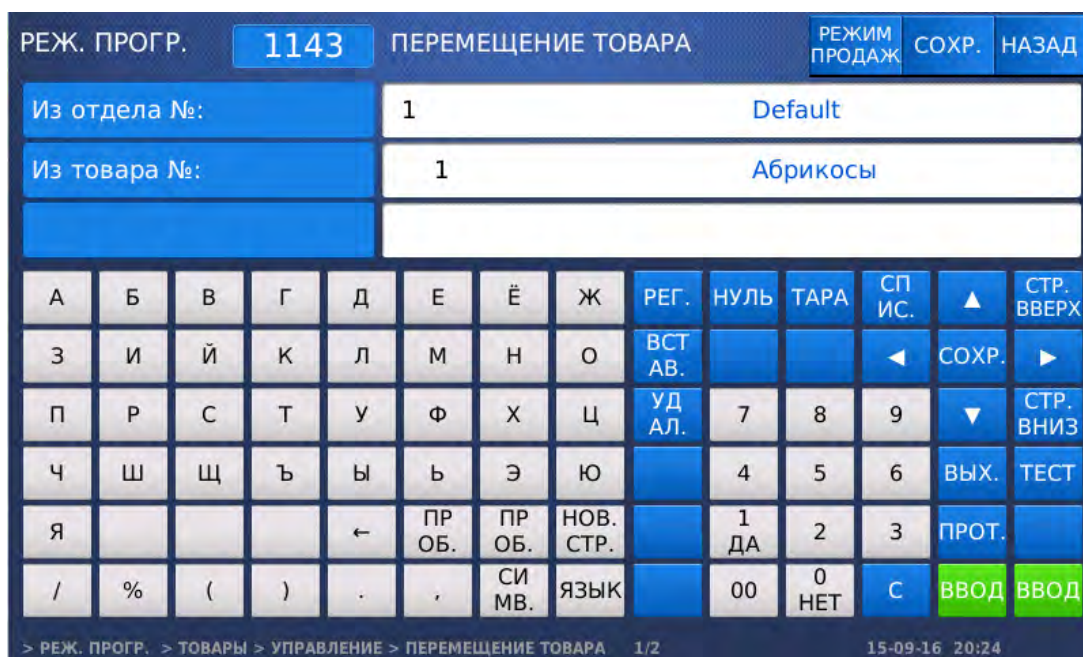 РЕЖ. ПРОГР. 1143 ПЕРЕМЕЩЕНИЕ ТОВАРА РЕЖИМ ПРОДАЖ СОХР. НАЗАД
Из отдела №: 1 Default
Из товара №: 1 Абрикосы
А Б В Г Д Е Ё Ж РЕГ. НУЛЬ ТАРА СП ИС. ▲ СТР. ВВЕРХ
З И Й К Л М Н О ВСТ АВ. ◀ СОХР. ▶
П Р С Т У Ф Х Ц УД АЛ. 7 8 9 ▼ СТР. ВНИЗ
Ч Ш Щ Ъ Ы Ь Э Ю 4 5 6 ВЫХ. ТЕСТ
Я ← ПР ОБ. ПР ОБ. НОВ. СТР. 1 ДА 2 3 ПРОТ.
/ % ( ) . , СИ МВ. ЯЗЫК 00 0 НЕТ C ВВОД ВВОД
> РЕЖ. ПРОГР. > ТОВАРЫ > УПРАВЛЕНИЕ > ПЕРЕМЕЩЕНИЕ ТОВАРА 1/2 15-09-16 20:24